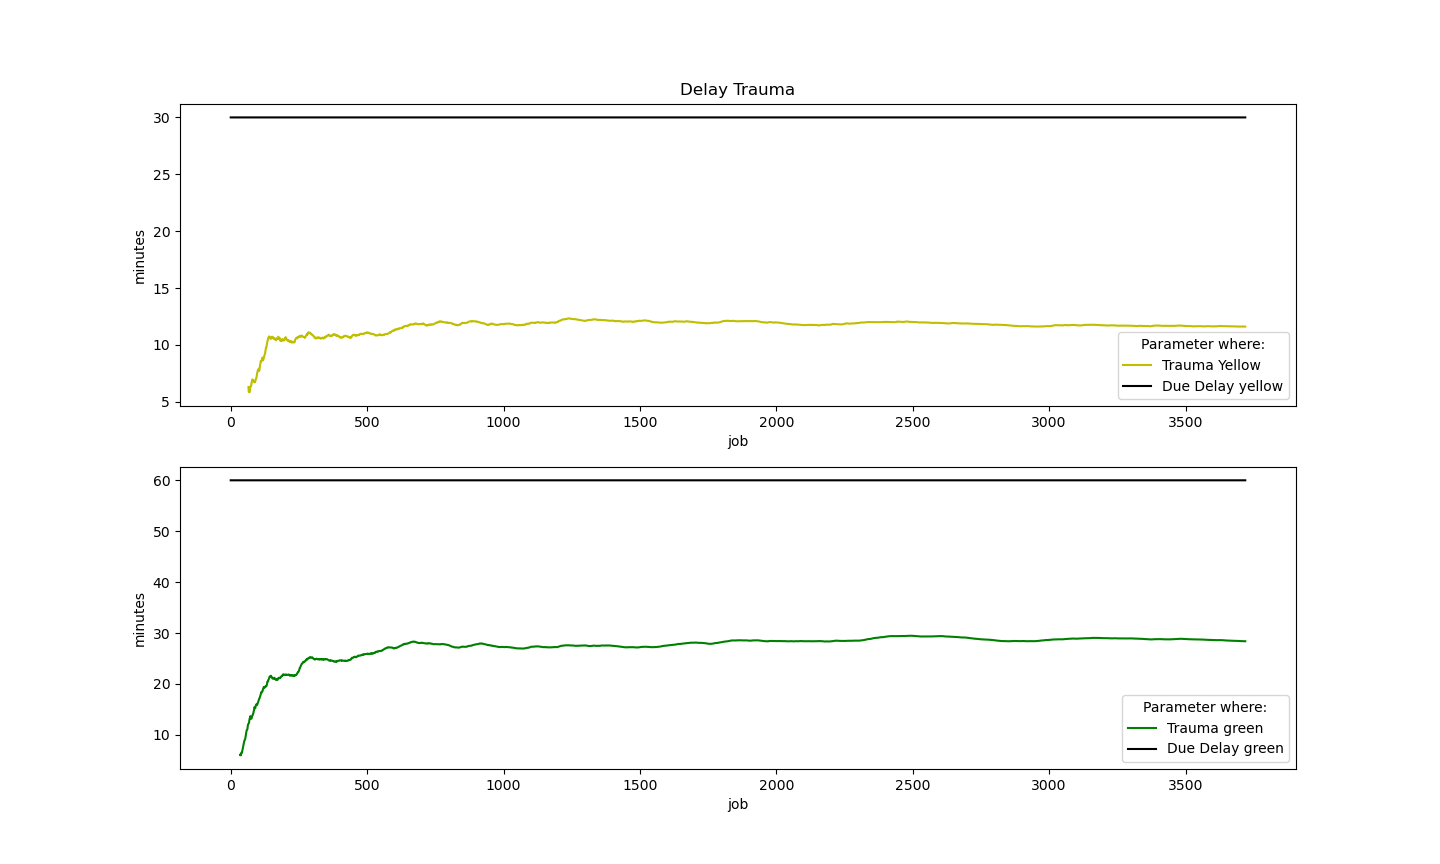 Delay Trauma
30
25
20
15
10
5
minutes
0 500 1000 1500 2000 2500 3000 3500
job
Parameter where:
Trauma Yellow
Due Delay yellow
60
50
40
30
20
10
minutes
0 500 1000 1500 2000 2500 3000 3500
job
Parameter where:
Trauma green
Due Delay green